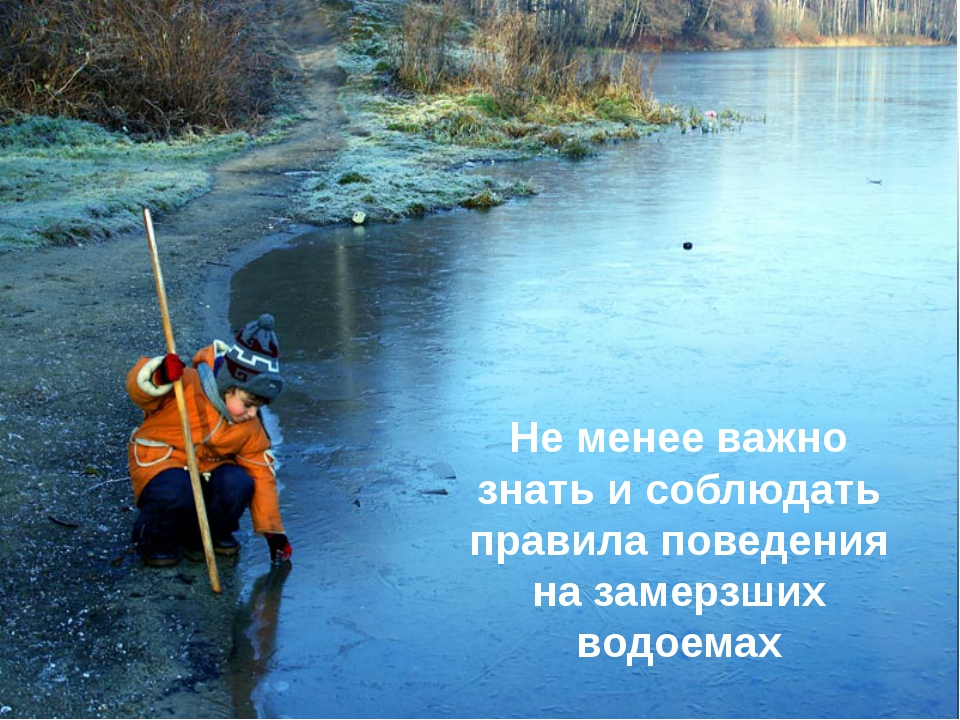 Не менее важно
знать и соблюдать
правила поведения
на замерзших
водоемах